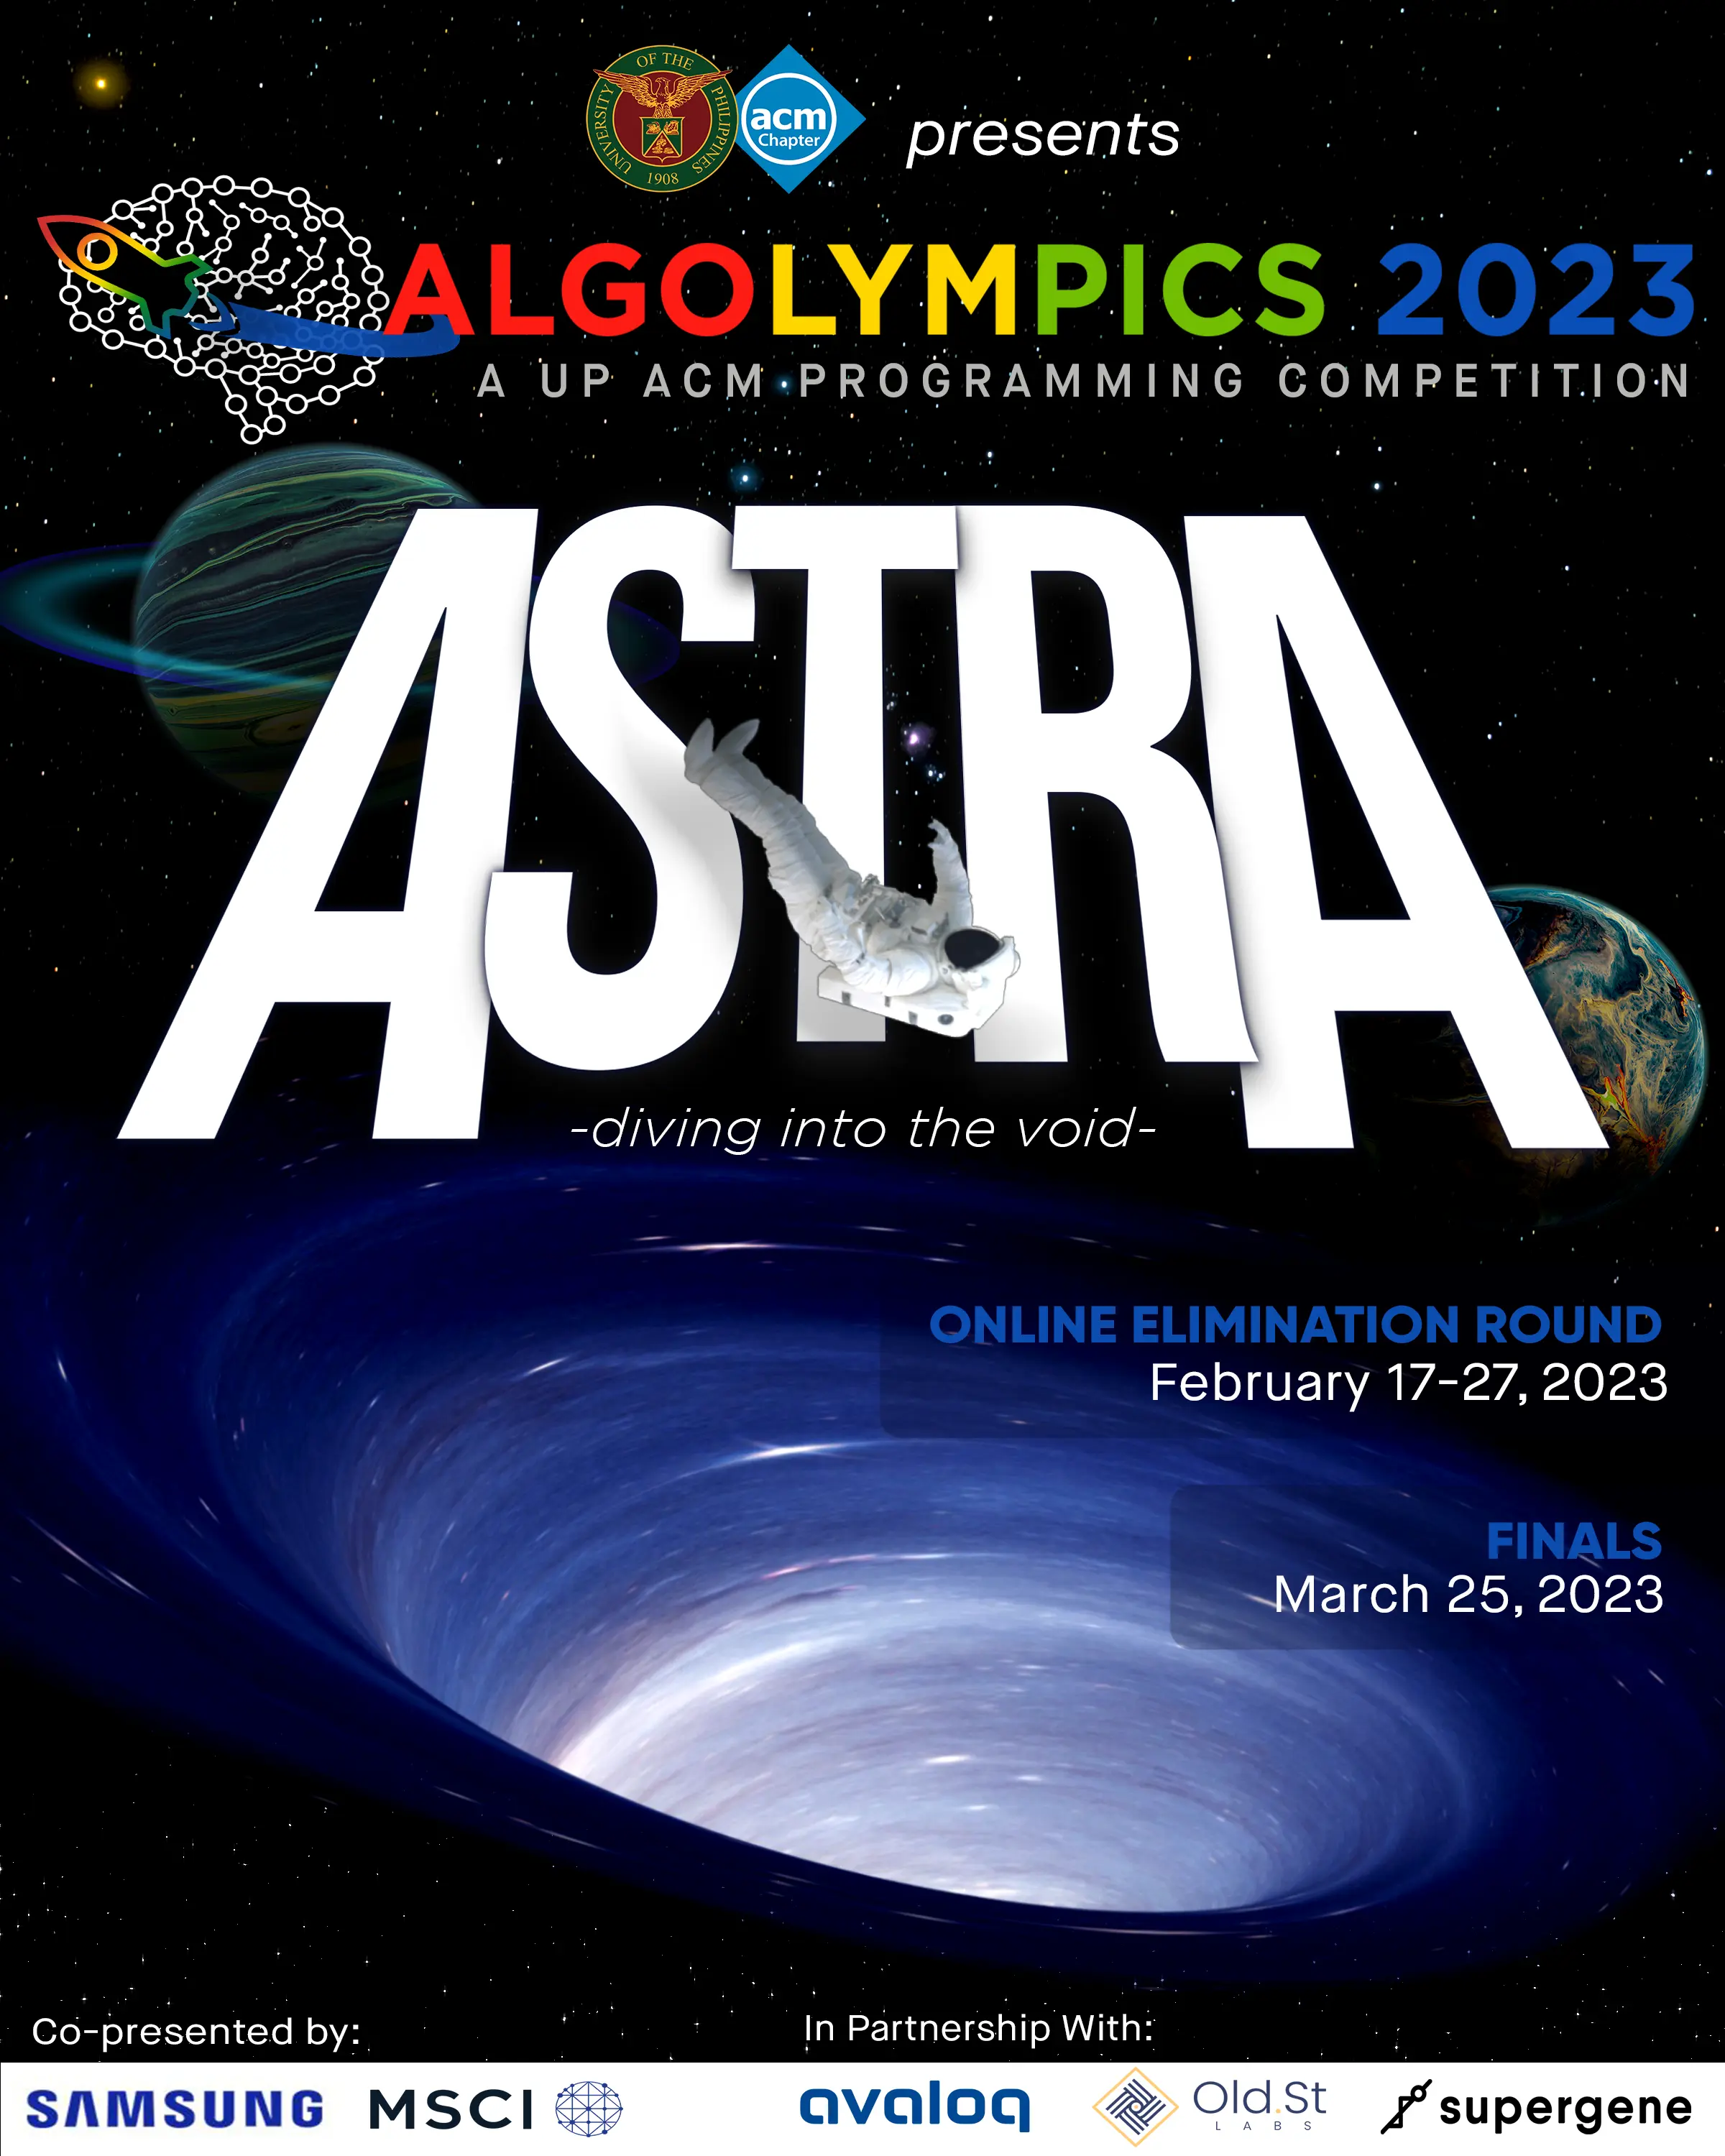 UNIVERSITY OF THE PHILIPPINES
1908
acm
Chapter
presents
ALGOLYMPICS 2023
A UP ACM PROGRAMMING COMPETITION
ASTRA
-diving into the void-
ONLINE ELIMINATION ROUND
February 17-27, 2023
FINALS
March 25, 2023
Co-presented by:
In Partnership With:
SAMSUNG
MSCI
avaloq
Old.St
LABS
supergene